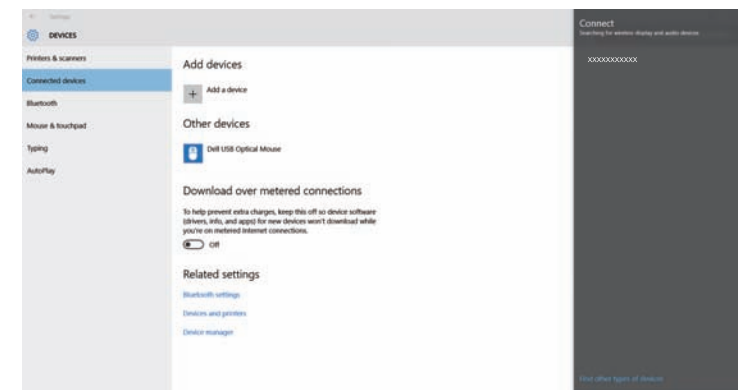 Settings
DEVICES
Printers & scanners
Connected devices
Bluetooth
Mouse & touchpad
Typing
AutoPlay
Add devices
Add a device
Other devices
Dell USB Optical Mouse
Download over metered connections
To help prevent extra charges, keep this off so device software
(drivers, info, and apps) for new devices won't download while
you're on metered Internet connections.
Off
Related settings
Bluetooth settings
Devices and printers
Device manager
Connect
Searching for wireless display and audio devices
xxxxxxxxxxx
Find other types of devices